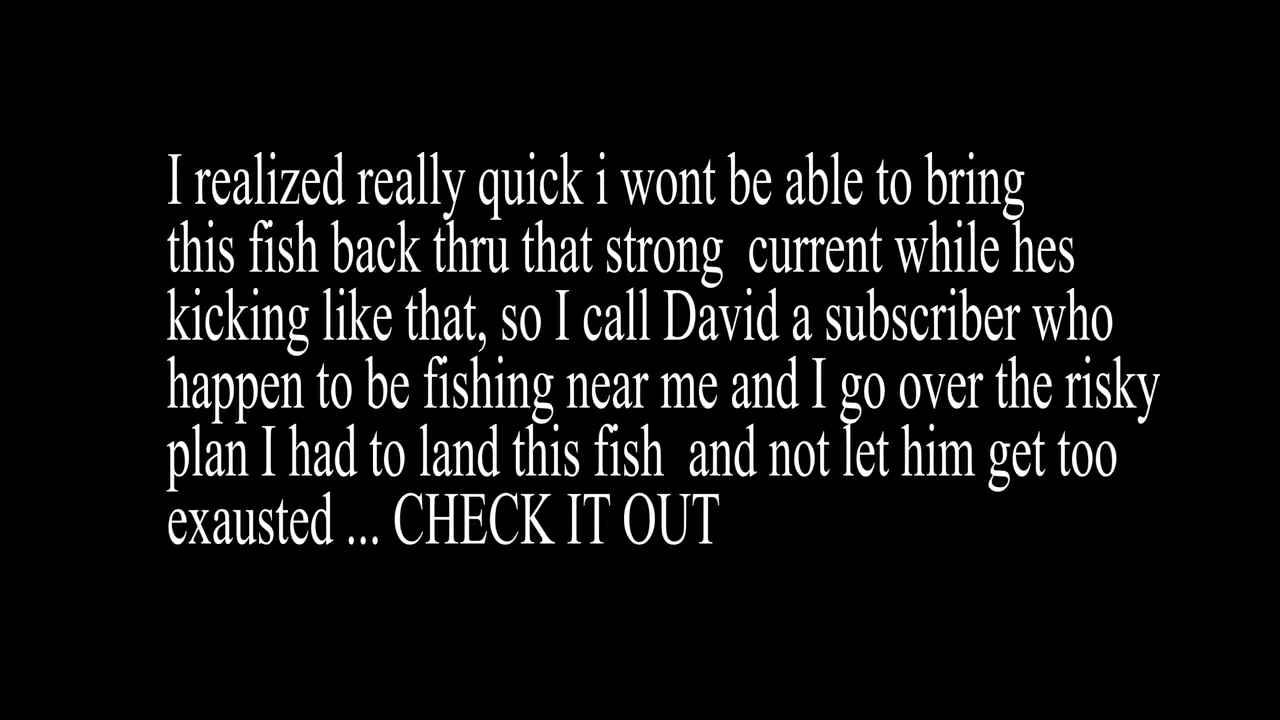 I realized really quick i wont be able to bring
this fish back thru that strong  current while hes
kicking like that, so I call David a subscriber who
happen to be fishing near me and I go over the risky
plan I had to land this fish  and not let him get too
exausted ... CHECK IT OUT